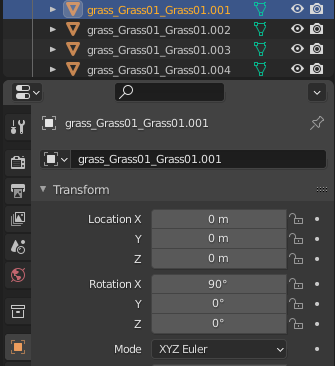 grass_Grass01_Grass01.001
grass_Grass01_Grass01.002
grass_Grass01_Grass01.003
grass_Grass01_Grass01.004
grass_Grass01_Grass01.001
grass_Grass01_Grass01.001
Transform
Location X 0 m
Y 0 m
Z 0 m
Rotation X 90°
Y 0°
Z 0°
Mode XYZ Euler